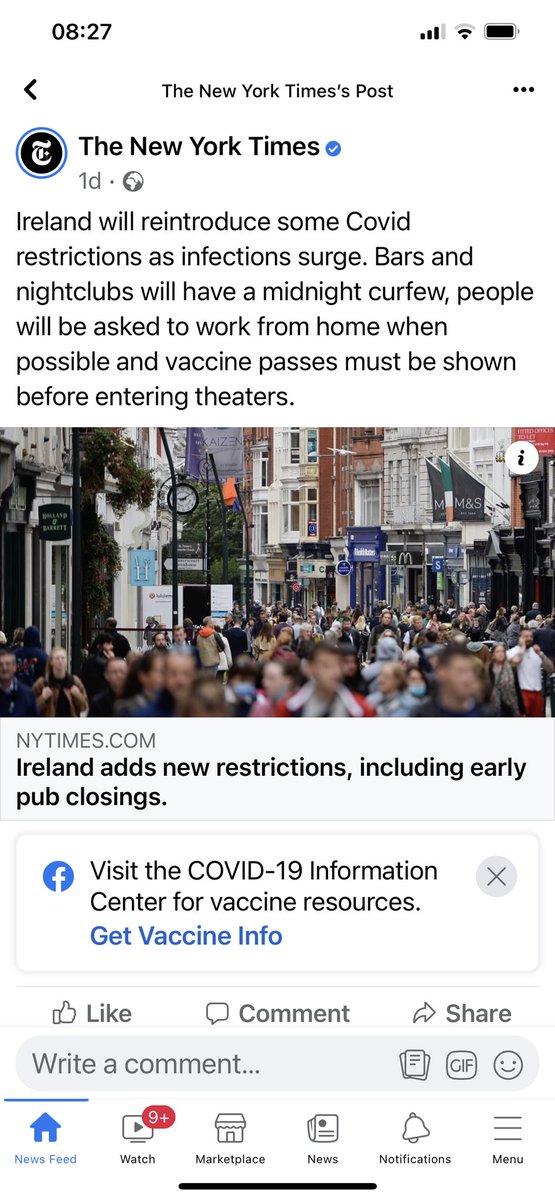 08:27
The New York Times's Post
The New York Times
1d
Ireland will reintroduce some Covid
restrictions as infections surge. Bars and
nightclubs will have a midnight curfew, people
will be asked to work from home when
possible and vaccine passes must be shown
before entering theaters.
KAIZEN
HOLLAND &
BARRETT
M&S
lululemon
NYTIMES.COM
Ireland adds new restrictions, including early
pub closings.
Visit the COVID-19 Information
Center for vaccine resources.
Get Vaccine Info
Like Comment Share
Write a comment...
GIF
9+
News Feed Watch Marketplace News Notifications Menu